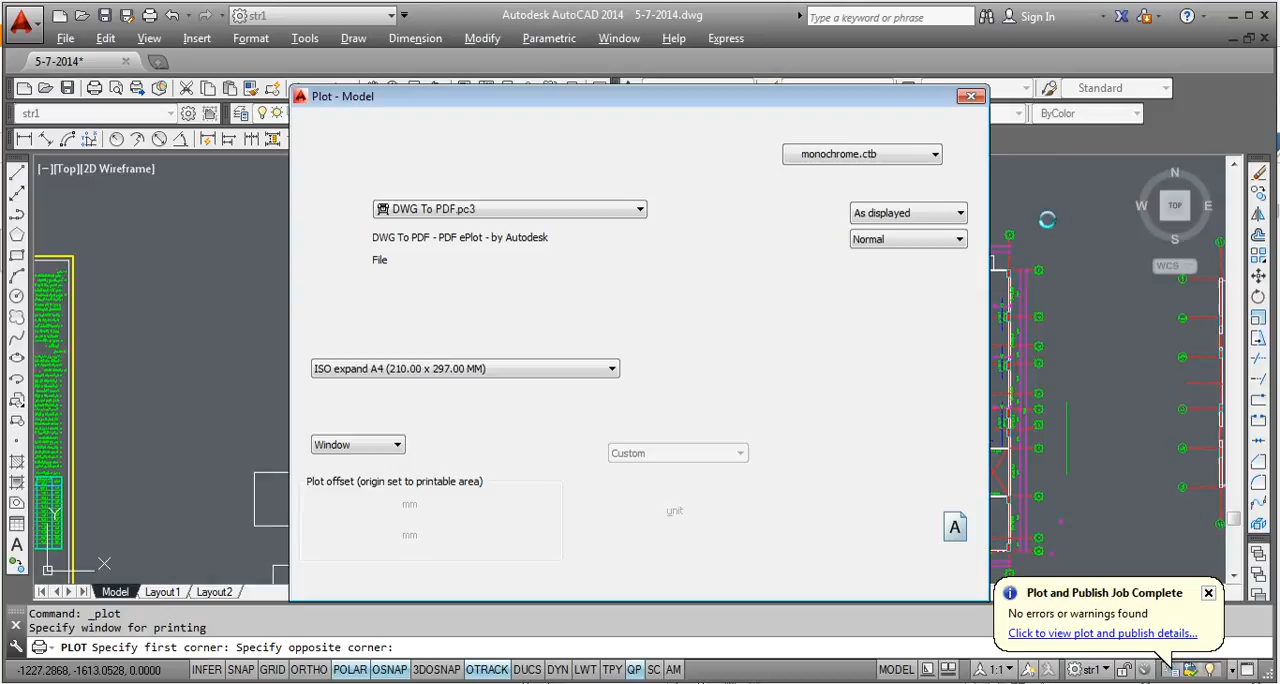 str1
Autodesk AutoCAD 2014 5-7-2014.dwg
Type a keyword or phrase
Sign In
File Edit View Insert Format Tools Draw Dimension Modify Parametric Window Help Express
5-7-2014*
Standard
str1
ByColor
Plot - Model
[−][Top][2D Wireframe]
monochrome.ctb
N
W TOP E
S
WCS
DWG To PDF.pc3
As displayed
DWG To PDF - PDF ePlot - by Autodesk
Normal
File
ISO expand A4 (210.00 x 297.00 MM)
Window
Custom
Plot offset (origin set to printable area)
mm
unit
mm
A
Model Layout1 Layout2
Plot and Publish Job Complete
No errors or warnings found
Click to view plot and publish details...
Command: _plot
Specify window for printing
PLOT Specify first corner: Specify opposite corner:
-1227.2868, -1613.0528, 0.0000 INFER SNAP GRID ORTHO POLAR OSNAP 3DOSNAP OTRACK DUCS DYN LWT TPY QP SC AM MODEL 1:1 str1